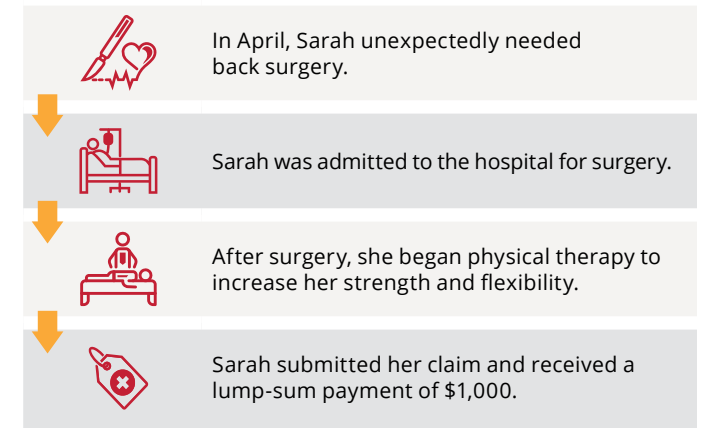 In April, Sarah unexpectedly needed
back surgery.
Sarah was admitted to the hospital for surgery.
After surgery, she began physical therapy to
increase her strength and flexibility.
Sarah submitted her claim and received a
lump-sum payment of $1,000.